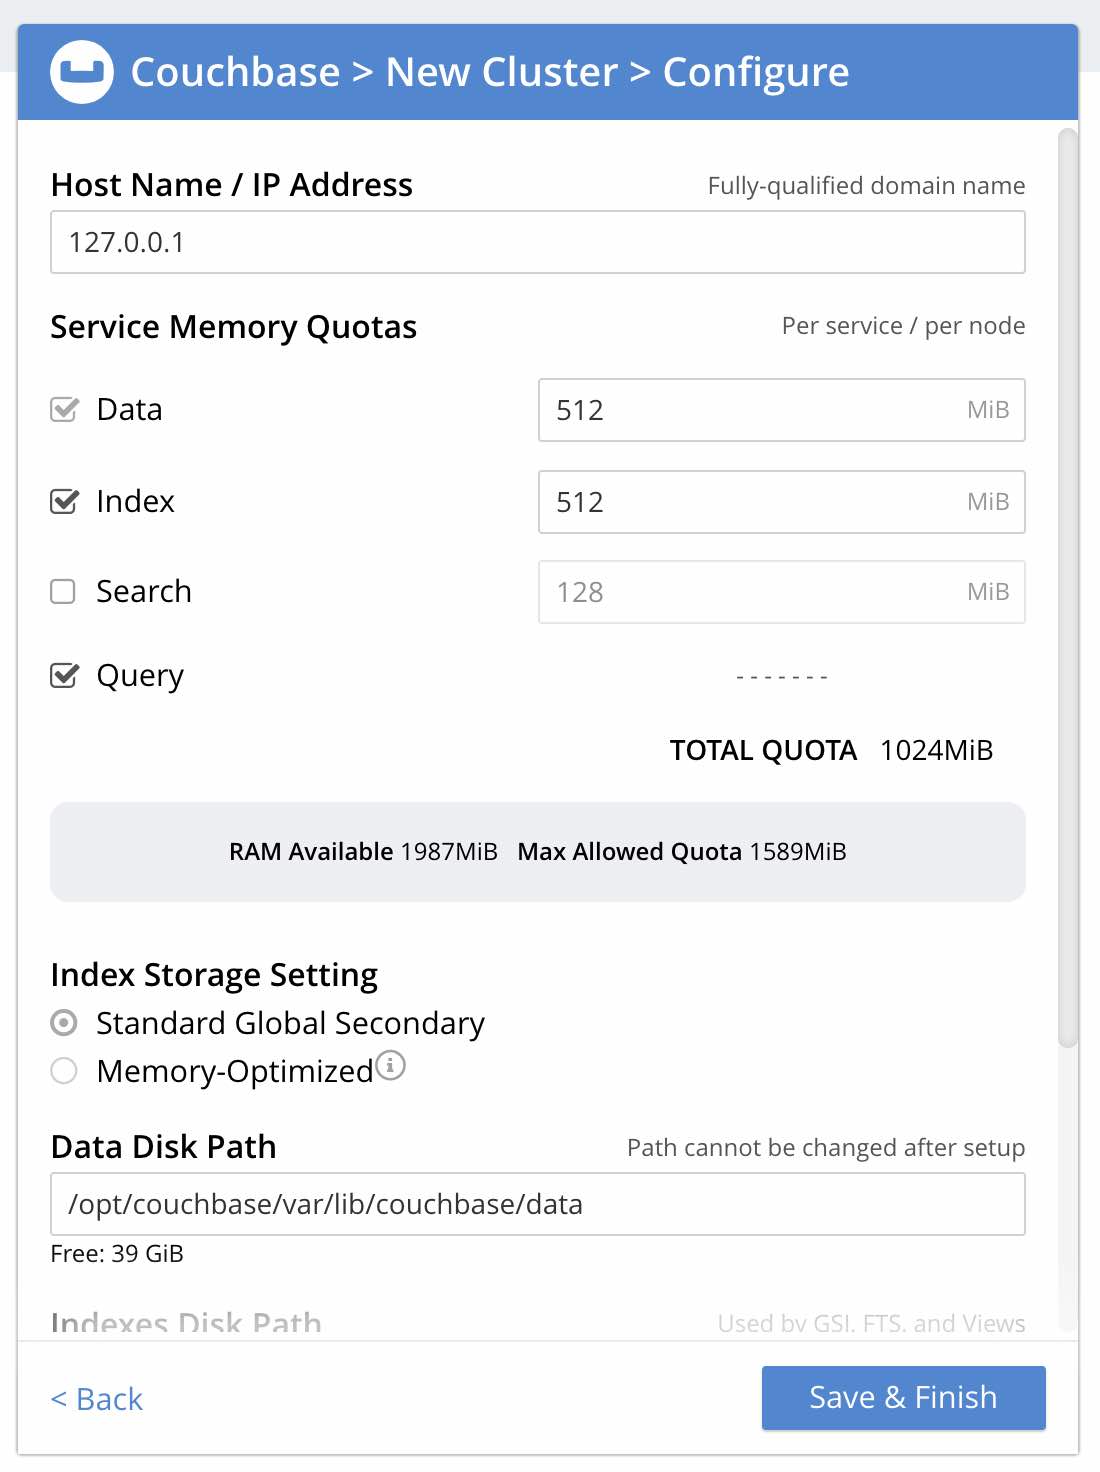 Couchbase > New Cluster > Configure
Host Name / IP Address Fully-qualified domain name
127.0.0.1
Service Memory Quotas Per service / per node
Data 512 MiB
Index 512 MiB
Search 128 MiB
Query -------
TOTAL QUOTA 1024MiB
RAM Available 1987MiB Max Allowed Quota 1589MiB
Index Storage Setting
Standard Global Secondary
Memory-Optimized
Data Disk Path Path cannot be changed after setup
/opt/couchbase/var/lib/couchbase/data
Free: 39 GiB
Indexes Disk Path Used by GSI, FTS, and Views
< Back Save & Finish